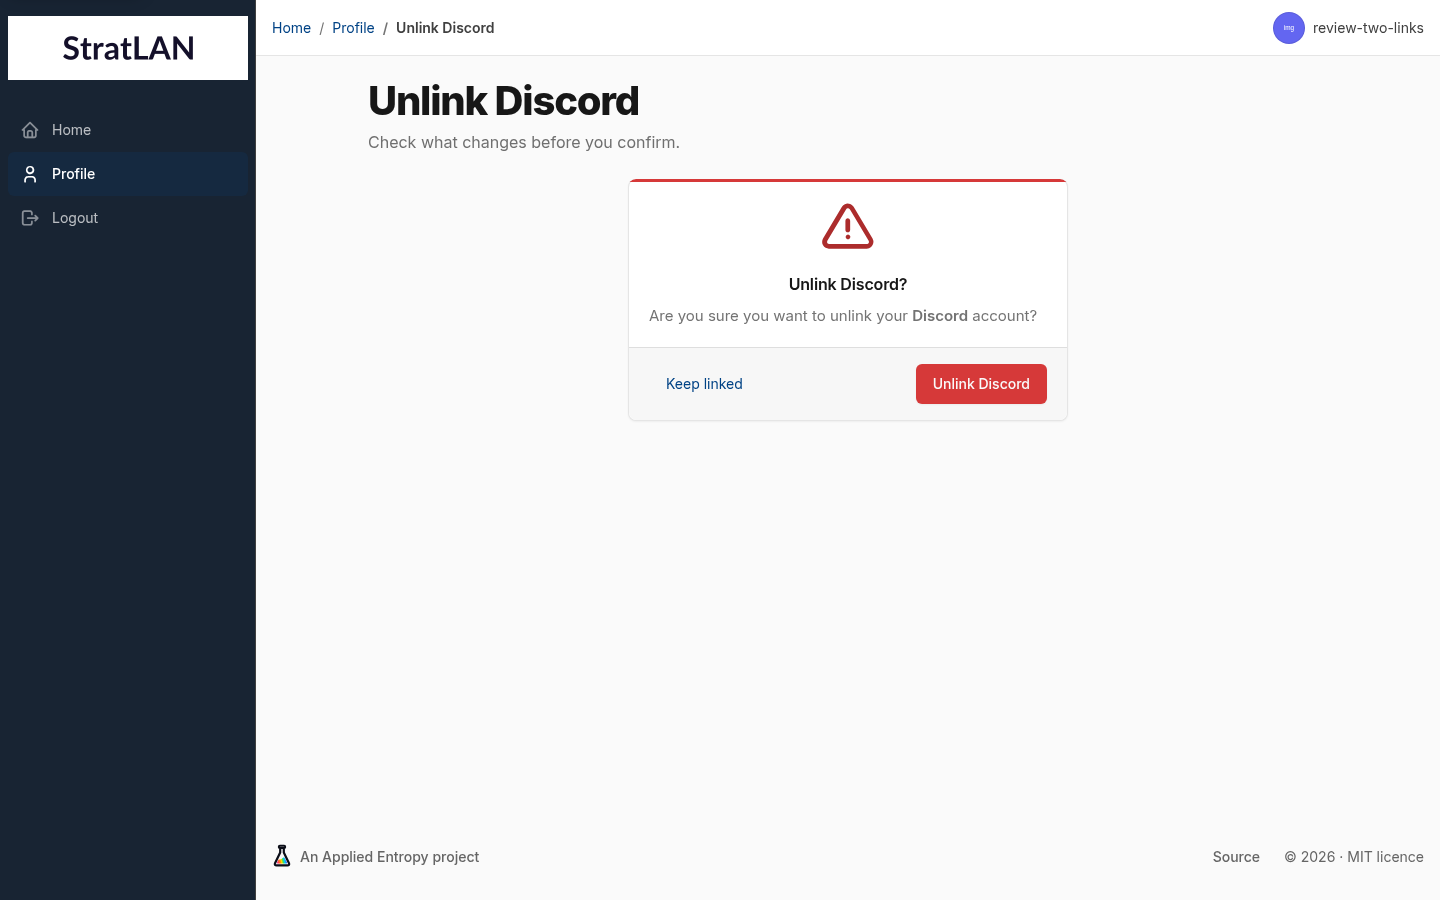 StratLAN
Home / Profile / Unlink Discord
img
review-two-links
Home
Profile
Logout
Unlink Discord
Check what changes before you confirm.
Unlink Discord?
Are you sure you want to unlink your Discord account?
Keep linked
Unlink Discord
An Applied Entropy project
Source
© 2026 · MIT licence